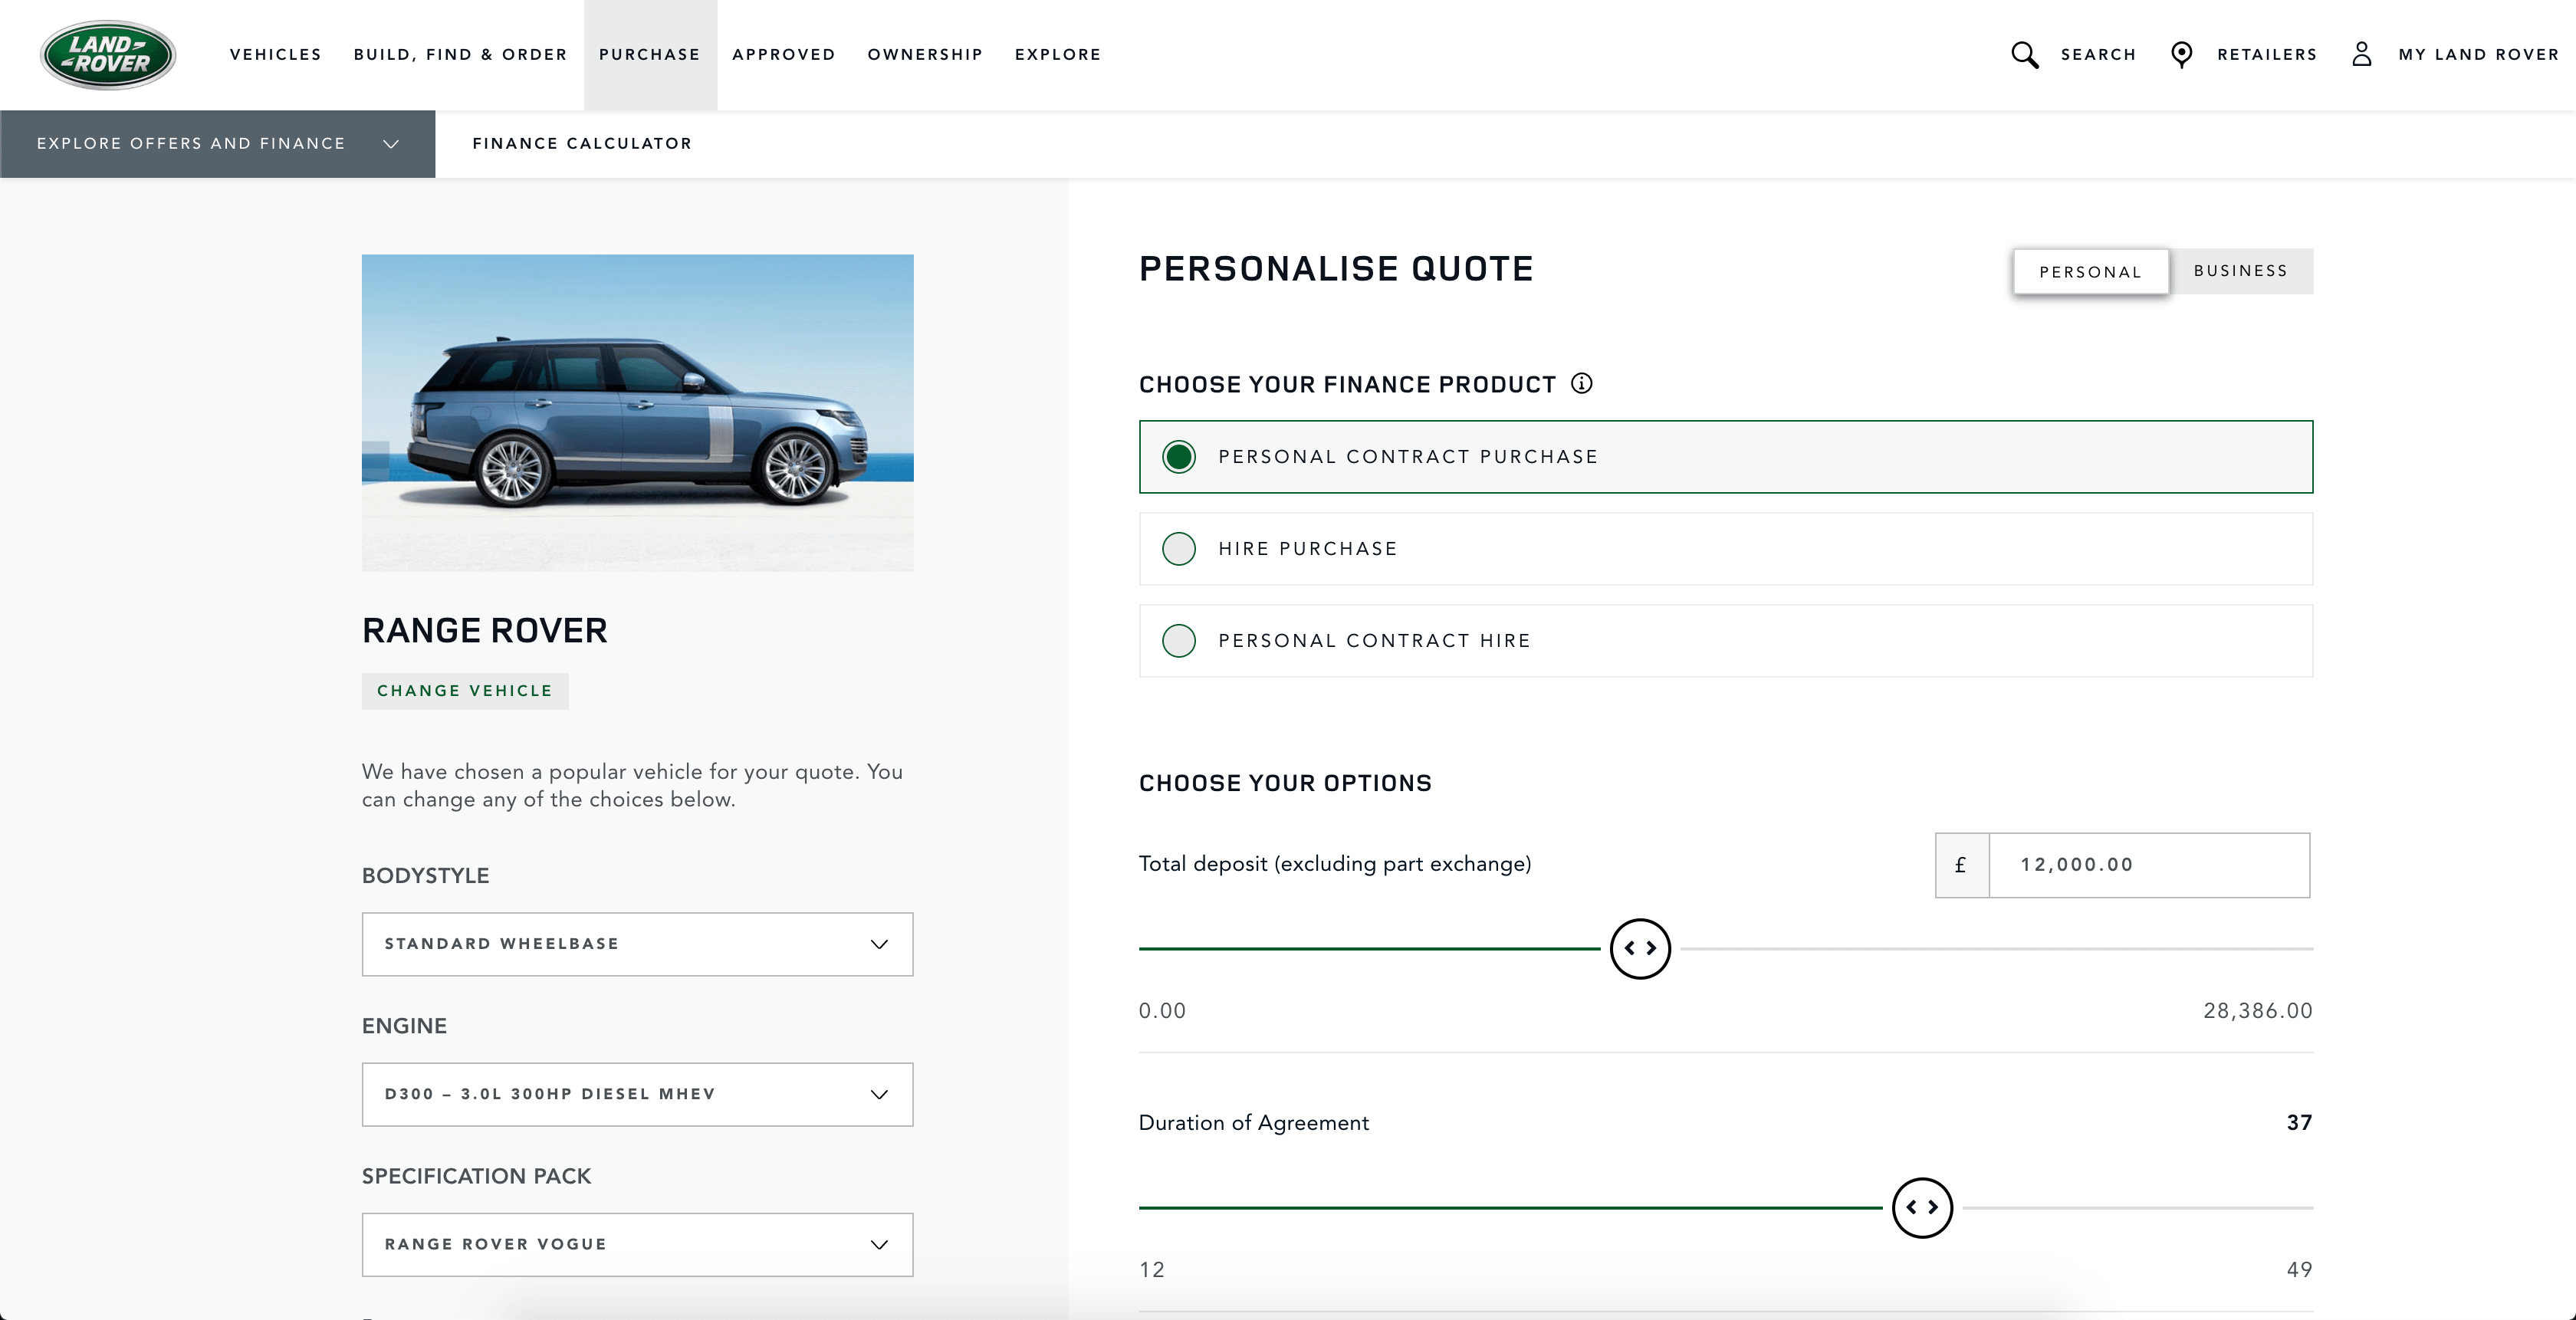 LAND-
-ROVER
VEHICLES
BUILD, FIND & ORDER
PURCHASE
APPROVED
OWNERSHIP
EXPLORE
SEARCH
RETAILERS
MY LAND ROVER
EXPLORE OFFERS AND FINANCE
FINANCE CALCULATOR
RANGE ROVER
CHANGE VEHICLE
We have chosen a popular vehicle for your quote. You
can change any of the choices below.
BODYSTYLE
STANDARD WHEELBASE
ENGINE
D300 – 3.0L 300HP DIESEL MHEV
SPECIFICATION PACK
RANGE ROVER VOGUE
PERSONALISE QUOTE
PERSONAL
BUSINESS
CHOOSE YOUR FINANCE PRODUCT
PERSONAL CONTRACT PURCHASE
HIRE PURCHASE
PERSONAL CONTRACT HIRE
CHOOSE YOUR OPTIONS
Total deposit (excluding part exchange)
£ 12,000.00
0.00
28,386.00
Duration of Agreement
37
12
49